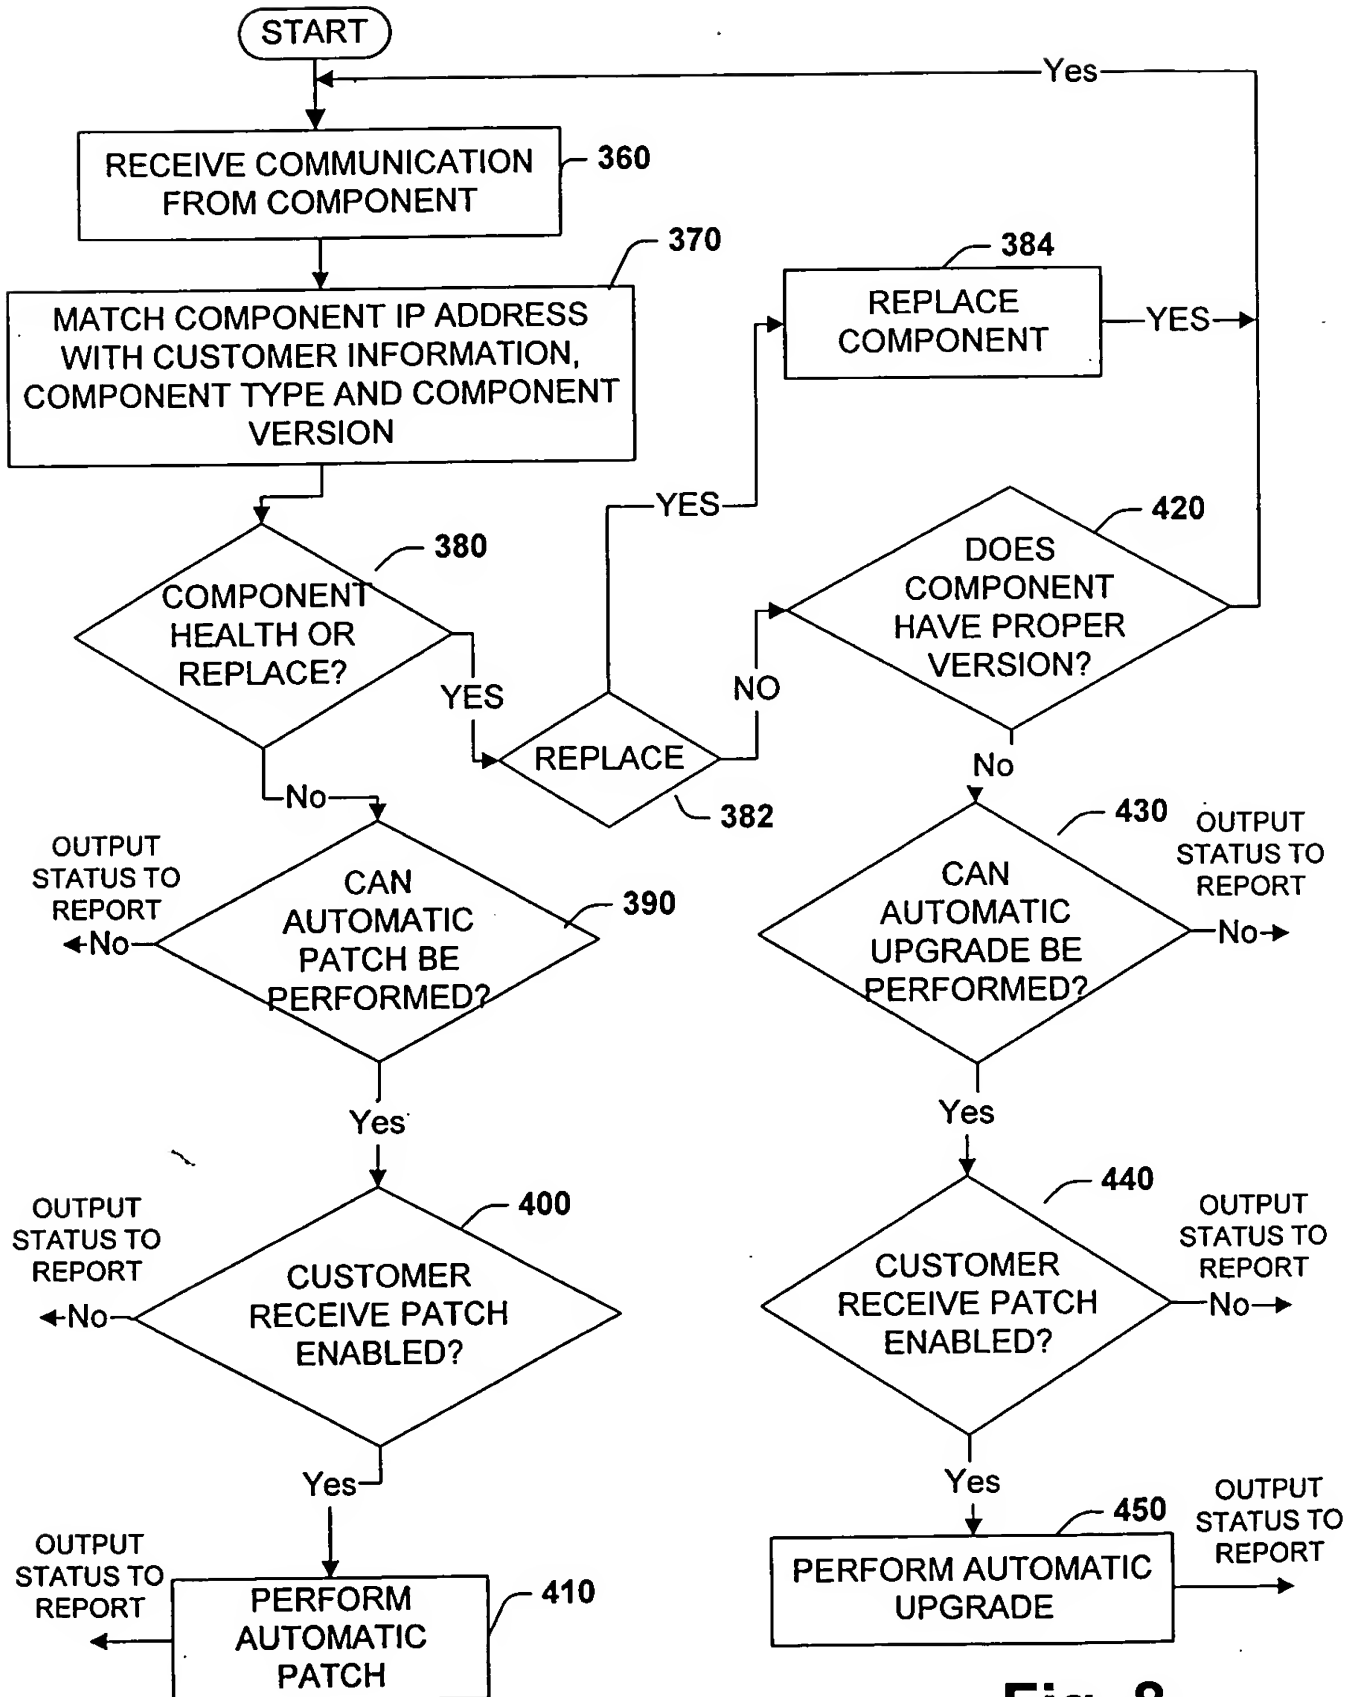 START
Yes
RECEIVE COMMUNICATION
FROM COMPONENT
360
370
MATCH COMPONENT IP ADDRESS
WITH CUSTOMER INFORMATION,
COMPONENT TYPE AND COMPONENT
VERSION
384
REPLACE
COMPONENT
YES
YES
380
COMPONENT
HEALTH OR
REPLACE?
YES
REPLACE
382
NO
420
DOES
COMPONENT
HAVE PROPER
VERSION?
No
No
OUTPUT
STATUS TO
REPORT
No
CAN
AUTOMATIC
PATCH BE
PERFORMED?
390
430
CAN
AUTOMATIC
UPGRADE BE
PERFORMED?
OUTPUT
STATUS TO
REPORT
No
Yes
Yes
OUTPUT
STATUS TO
REPORT
No
400
CUSTOMER
RECEIVE PATCH
ENABLED?
440
CUSTOMER
RECEIVE PATCH
ENABLED?
OUTPUT
STATUS TO
REPORT
No
Yes
Yes
OUTPUT
STATUS TO
REPORT
PERFORM
AUTOMATIC
PATCH
410
450
PERFORM AUTOMATIC
UPGRADE
OUTPUT
STATUS TO
REPORT
Fig. 8